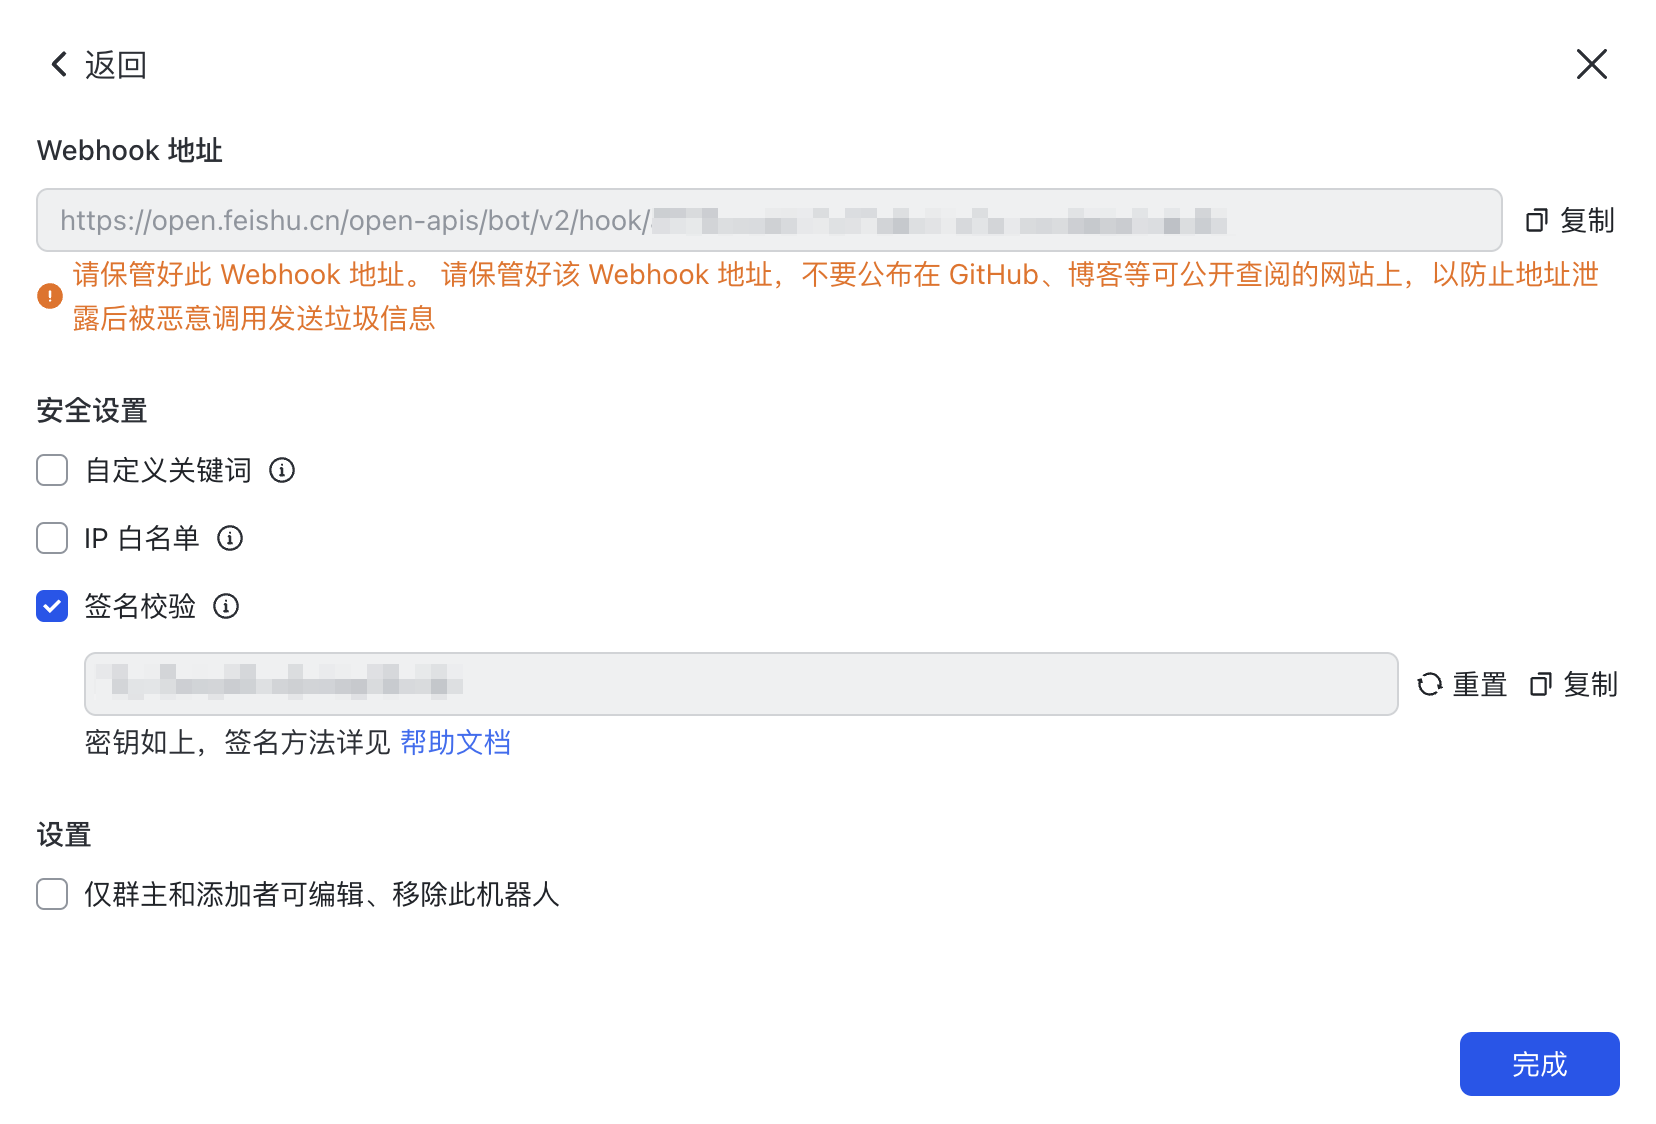 返回
Webhook 地址
https://open.feishu.cn/open-apis/bot/v2/hook/
复制
请保管好此 Webhook 地址。 请保管好该 Webhook 地址，不要公布在 GitHub、博客等可公开查阅的网站上，以防止地址泄
露后被恶意调用发送垃圾信息
安全设置
自定义关键词
IP 白名单
签名校验
重置
复制
密钥如上，签名方法详见 帮助文档
设置
仅群主和添加者可编辑、移除此机器人
完成